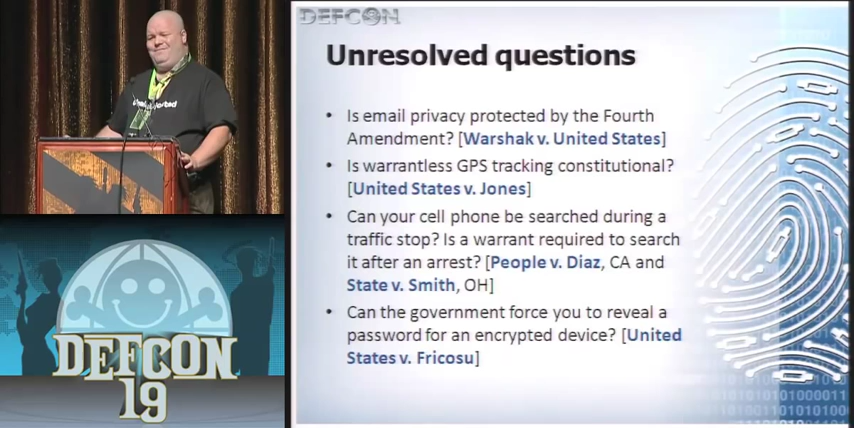 DEFCON
Unresolved questions
• Is email privacy protected by the Fourth
Amendment? [Warshak v. United States]
• Is warrantless GPS tracking constitutional?
[United States v. Jones]
• Can your cell phone be searched during a
traffic stop? Is a warrant required to search
it after an arrest? [People v. Diaz, CA and
State v. Smith, OH]
• Can the government force you to reveal a
password for an encrypted device? [United
States v. Fricosu]
DEFCON
19